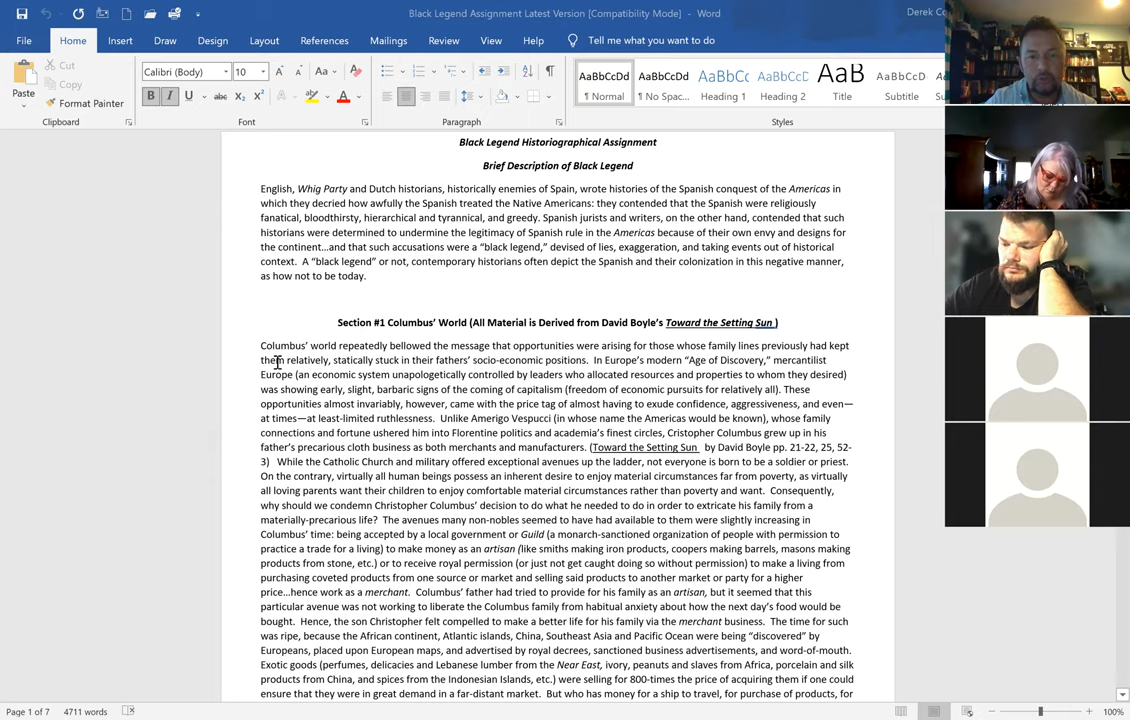 Black Legend Assignment Latest Version [Compatibility Mode] - Word
Derek Co
File Home Insert Draw Design Layout References Mailings Review View Help Tell me what you want to do
Paste
Cut
Copy
Format Painter
Calibri (Body) 10
Aa
B I U abc X₂ X² A A
AaBbCcDd AaBbCcDd AaBbCc AaBbCcD AaB AaBbCcD AaB
¶ Normal ¶ No Spac... Heading 1 Heading 2 Title Subtitle Su
Clipboard Font Paragraph Styles
Black Legend Historiographical Assignment
Brief Description of Black Legend
English, Whig Party and Dutch historians, historically enemies of Spain, wrote histories of the Spanish conquest of the Americas in
which they decried how awfully the Spanish treated the Native Americans: they contended that the Spanish were religiously
fanatical, bloodthirsty, hierarchical and tyrannical, and greedy. Spanish jurists and writers, on the other hand, contended that such
historians were determined to undermine the legitimacy of Spanish rule in the Americas because of their own envy and designs for
the continent…and that such accusations were a “black legend,” devised of lies, exaggeration, and taking events out of historical
context. A “black legend” or not, contemporary historians often depict the Spanish and their colonization in this negative manner,
as how not to be today.
Section #1 Columbus’ World (All Material is Derived from David Boyle’s Toward the Setting Sun )
Columbus’ world repeatedly bellowed the message that opportunities were arising for those whose family lines previously had kept
them relatively, statically stuck in their fathers’ socio-economic positions. In Europe’s modern “Age of Discovery,” mercantilist
Europe (an economic system unapologetically controlled by leaders who allocated resources and properties to whom they desired)
was showing early, slight, barbaric signs of the coming of capitalism (freedom of economic pursuits for relatively all). These
opportunities almost invariably, however, came with the price tag of almost having to exude confidence, aggressiveness, and even—
at times—at least-limited ruthlessness. Unlike Amerigo Vespucci (in whose name the Americas would be known), whose family
connections and fortune ushered him into Florentine politics and academia’s finest circles, Cristopher Columbus grew up in his
father’s precarious cloth business as both merchants and manufacturers. (Toward the Setting Sun by David Boyle pp. 21-22, 25, 52-
3) While the Catholic Church and military offered exceptional avenues up the ladder, not everyone is born to be a soldier or priest.
On the contrary, virtually all human beings possess an inherent desire to enjoy material circumstances far from poverty, as virtually
all loving parents want their children to enjoy comfortable material circumstances rather than poverty and want. Consequently,
why should we condemn Christopher Columbus’ decision to do what he needed to do in order to extricate his family from a
materially-precarious life? The avenues many non-nobles seemed to have had available to them were slightly increasing in
Columbus’ time: being accepted by a local government or Guild (a monarch-sanctioned organization of people with permission to
practice a trade for a living) to make money as an artisan (like smiths making iron products, coopers making barrels, masons making
products from stone, etc.) or to receive royal permission (or just not get caught doing so without permission) to make a living from
purchasing coveted products from one source or market and selling said products to another market or party for a higher
price…hence work as a merchant. Columbus’ father had tried to provide for his family as an artisan, but it seemed that this
particular avenue was not working to liberate the Columbus family from habitual anxiety about how the next day’s food would be
bought. Hence, the son Christopher felt compelled to make a better life for his family via the merchant business. The time for such
was ripe, because the African continent, Atlantic islands, China, Southeast Asia and Pacific Ocean were being “discovered” by
Europeans, placed upon European maps, and advertised by royal decrees, sanctioned business advertisements, and word-of-mouth.
Exotic goods (perfumes, delicacies and Lebanese lumber from the Near East, ivory, peanuts and slaves from Africa, porcelain and silk
products from China, and spices from the Indonesian Islands, etc.) were selling for 800-times the price of acquiring them if one could
ensure that they were in great demand in a far-distant market. But who has money for a ship to travel, for purchase of products, for
Page 1 of 7 4711 words 100%